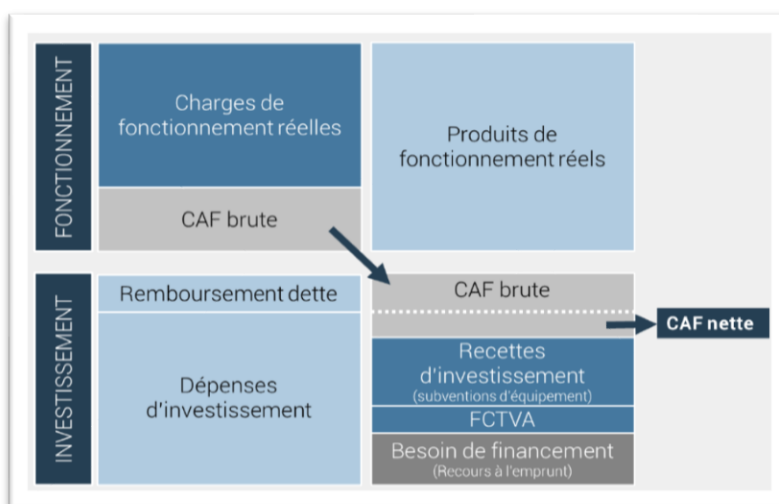 FONCTIONNEMENT
Charges de
fonctionnement réelles
CAF brute
Produits de
fonctionnement réels
INVESTISSEMENT
Remboursement dette
Dépenses
d'investissement
CAF brute
CAF nette
Recettes
d'investissement
(subventions d'équipement)
FCTVA
Besoin de financement
(Recours à l'emprunt)